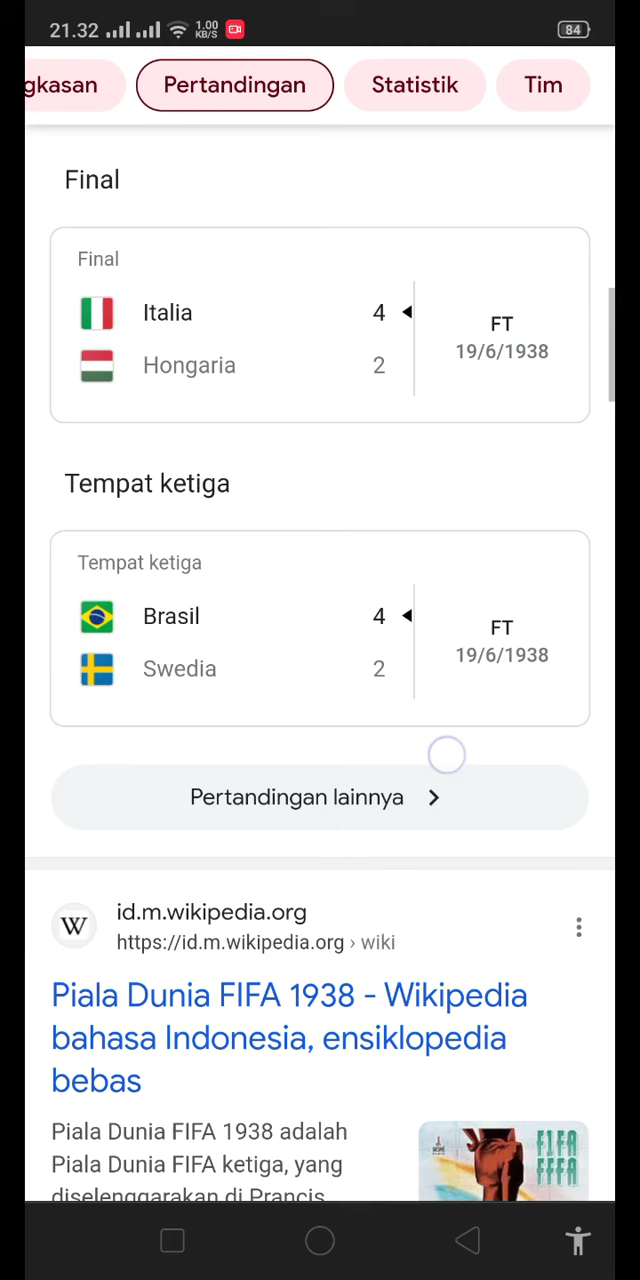 21.32
1.00
KB/S
84
gkasan
Pertandingan
Statistik
Tim
Final
Final
Italia 4
FT
Hongaria 2
19/6/1938
Tempat ketiga
Tempat ketiga
Brasil 4
FT
Swedia 2
19/6/1938
Pertandingan lainnya
W
id.m.wikipedia.org
https://id.m.wikipedia.org › wiki
Piala Dunia FIFA 1938 - Wikipedia
bahasa Indonesia, ensiklopedia
bebas
Piala Dunia FIFA 1938 adalah
Piala Dunia FIFA ketiga, yang
diselenggarakan di Prancis